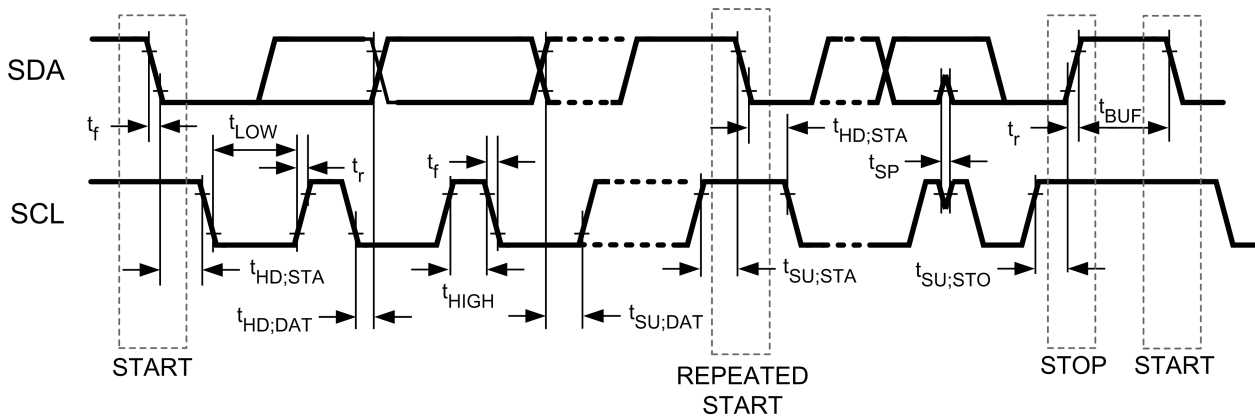 SDA
t_f
t_LOW
t_r
t_f
t_HD;STA
t_SP
t_r
t_BUF
SCL
t_HD;STA
t_HD;DAT
t_HIGH
t_SU;DAT
t_SU;STA
t_SU;STO
START
REPEATED
START
STOP
START